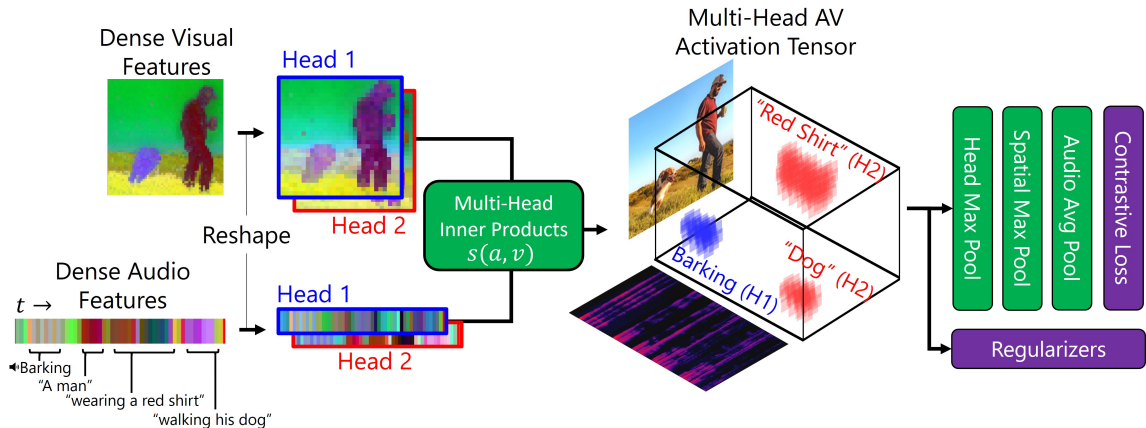 Dense Visual
Features
Head 1
Head 2
Reshape
Dense Audio
Features
t →
Barking
“A man”
“wearing a red shirt”
“walking his dog”
Head 1
Head 2
Multi-Head
Inner Products
s(a, v)
Multi-Head AV
Activation Tensor
“Red Shirt” (H2)
Barking (H1)
“Dog” (H2)
Head Max Pool
Spatial Max Pool
Audio Avg Pool
Contrastive Loss
Regularizers